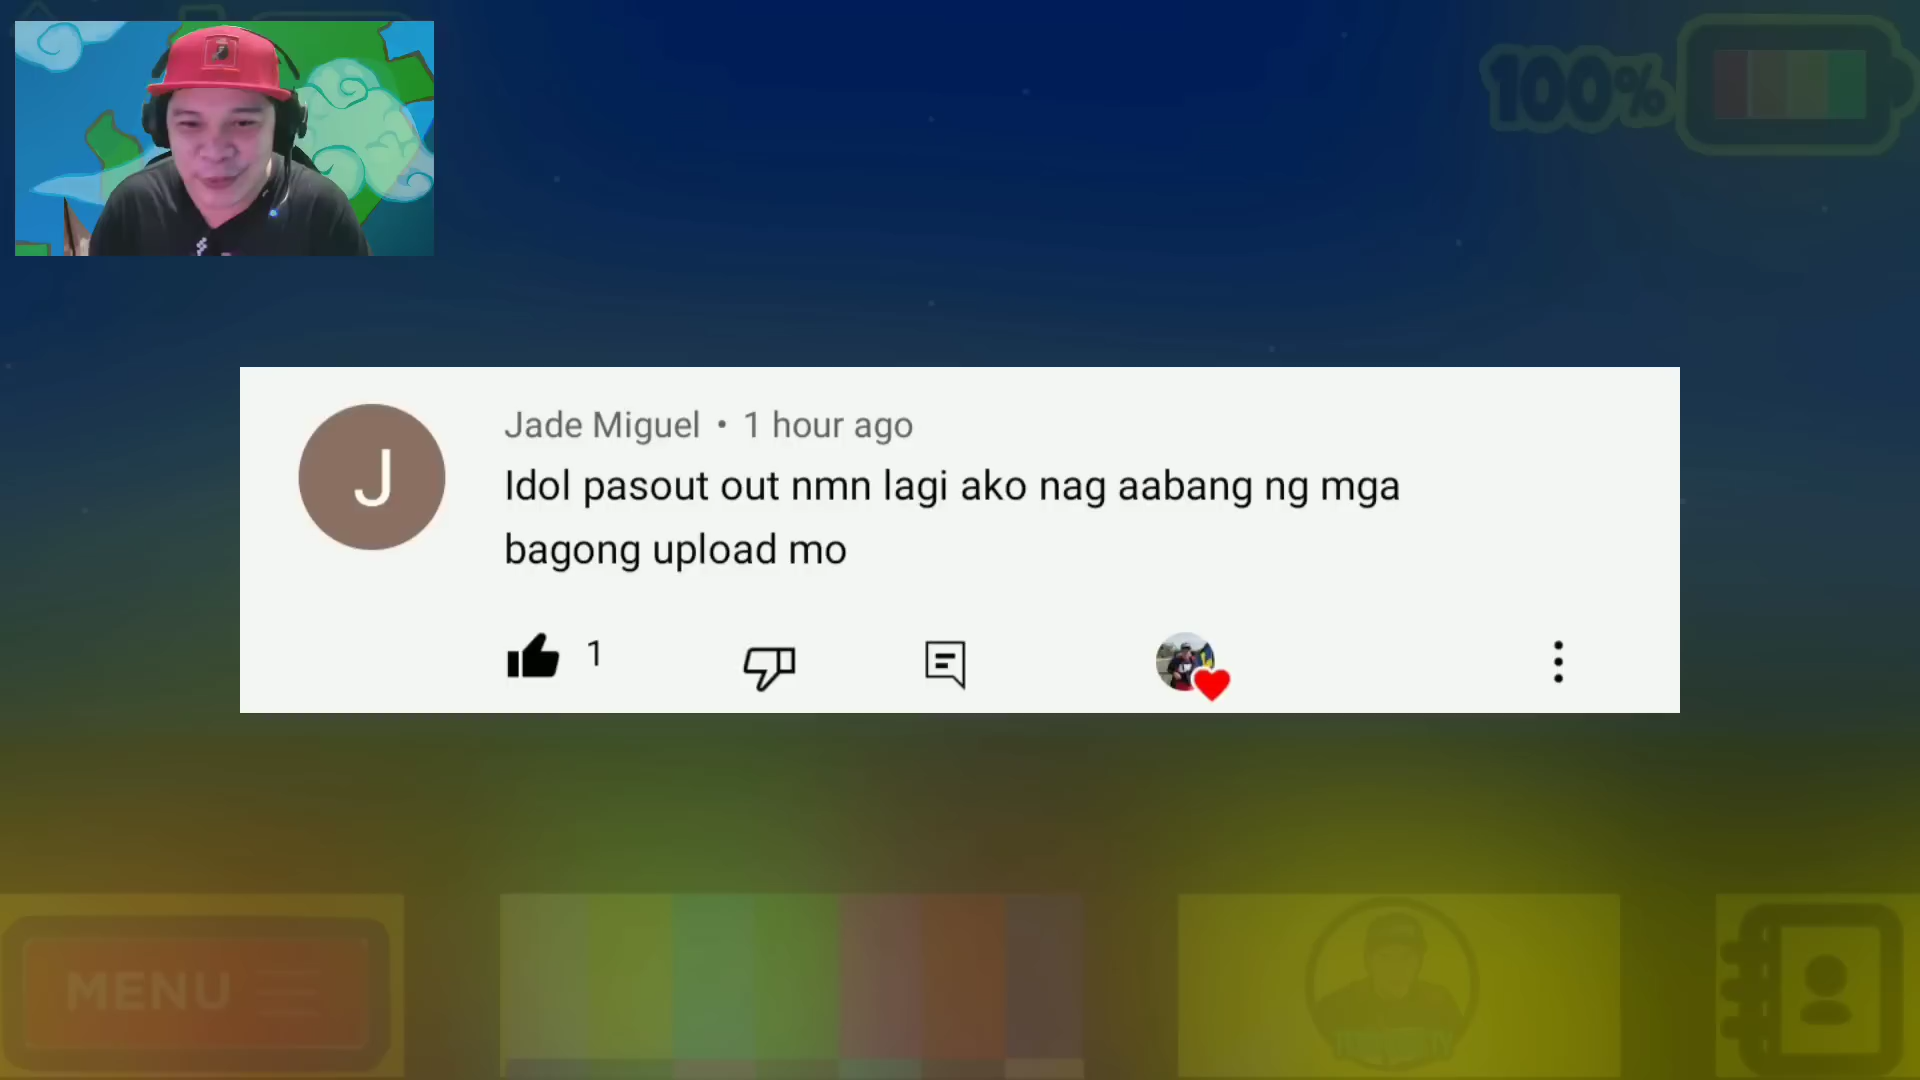 100%
J
Jade Miguel • 1 hour ago
Idol pasout out nmn lagi ako nag aabang ng mga
bagong upload mo
1
MENU